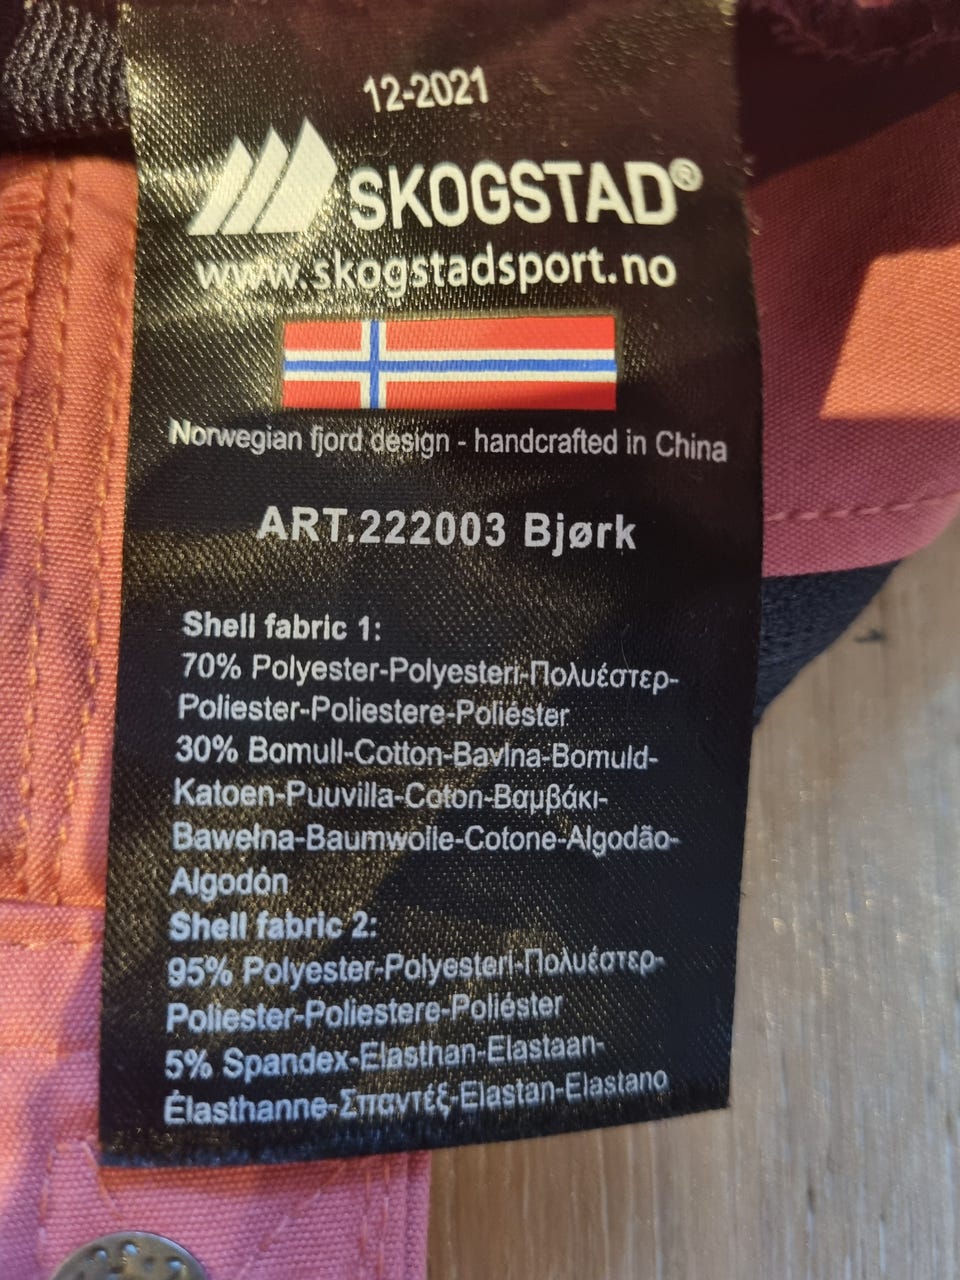 12-2021
SKOGSTAD®
www.skogstadsport.no
Norwegian fjord design - handcrafted in China
ART.222003 Bjørk
Shell fabric 1:
70% Polyester-Polyesteri-Πολυέστερ-
Poliester-Poliestere-Poliéster
30% Bomull-Cotton-Bavlna-Bomuld-
Katoen-Puuvilla-Coton-Βαμβάκι-
Bawełna-Baumwolle-Cotone-Algodão-
Algodón
Shell fabric 2:
95% Polyester-Polyesteri-Πολυέστερ-
Poliester-Poliestere-Poliéster
5% Spandex-Elasthan-Elastaan-
Élasthanne-Σπαντέξ-Elastan-Elastano